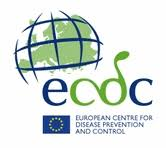 ecdc
EUROPEAN CENTRE FOR
DISEASE PREVENTION
AND CONTROL